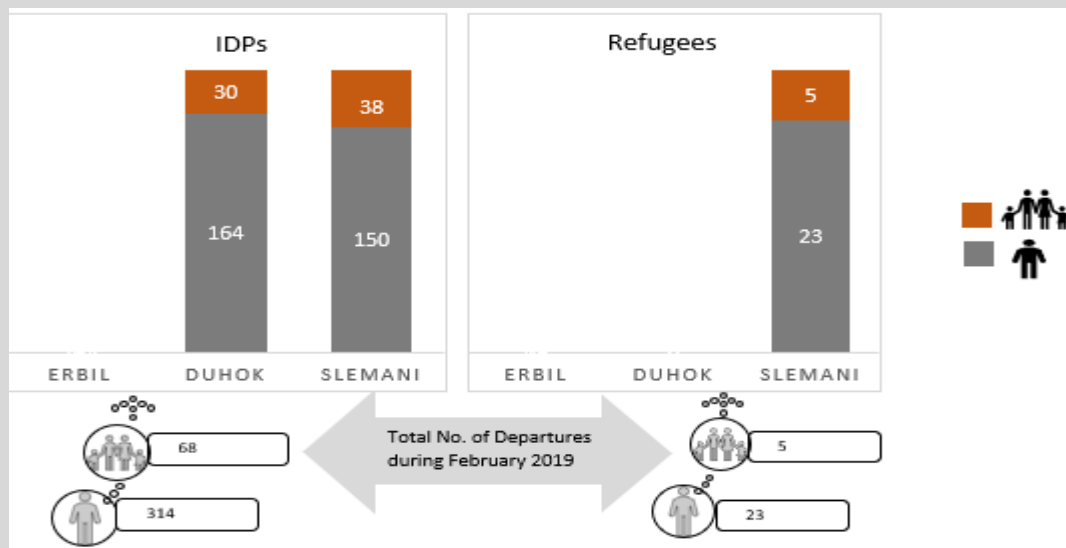 IDPs
30
38
164
150
ERBIL DUHOK SLEMANI
Refugees
5
23
ERBIL DUHOK SLEMANI
Total No. of Departures
during February 2019
68
314
5
23